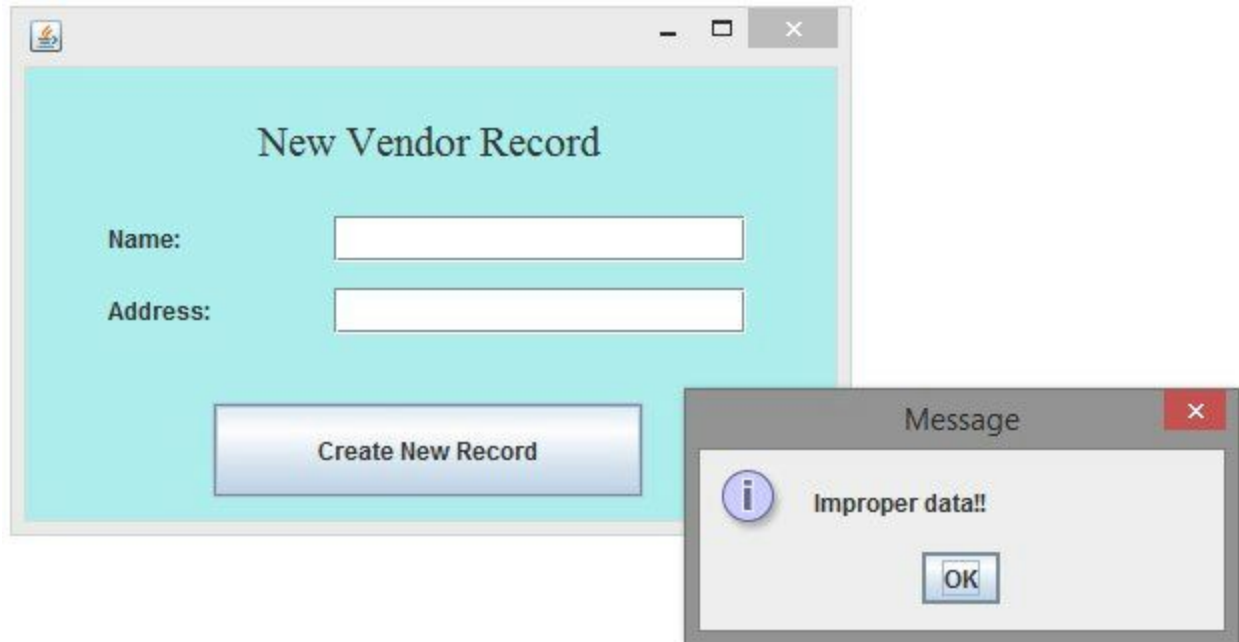 New Vendor Record
Name:
Address:
Create New Record
Message
Improper data!!
OK